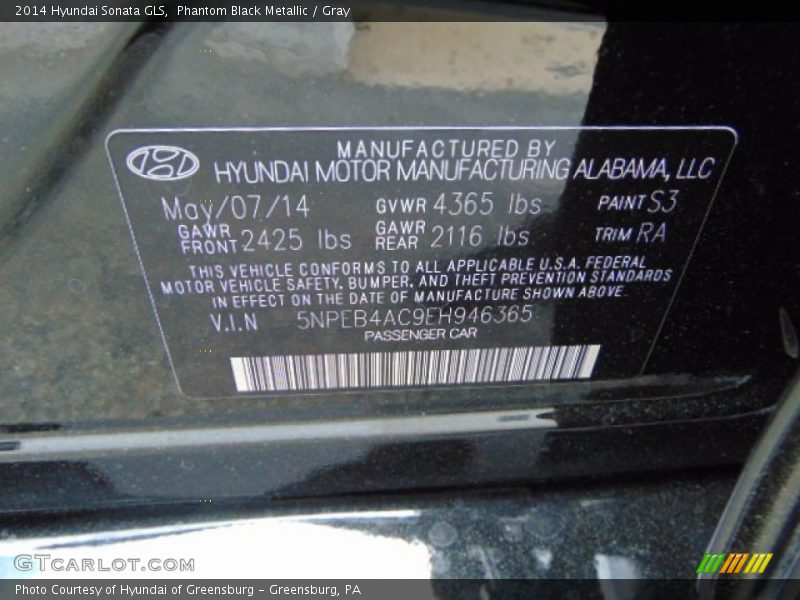 2014 Hyundai Sonata GLS, Phantom Black Metallic / Gray
MANUFACTURED BY
HYUNDAI MOTOR MANUFACTURING ALABAMA, LLC
May/07/14 GVWR 4365 lbs PAINT S3
GAWR FRONT 2425 lbs GAWR REAR 2116 lbs TRIM RA
THIS VEHICLE CONFORMS TO ALL APPLICABLE U.S.A. FEDERAL
MOTOR VEHICLE SAFETY, BUMPER, AND THEFT PREVENTION STANDARDS
IN EFFECT ON THE DATE OF MANUFACTURE SHOWN ABOVE.
V.I.N 5NPEB4AC9EH946365
PASSENGER CAR
GTCARLOT.COM
Photo Courtesy of Hyundai of Greensburg - Greensburg, PA